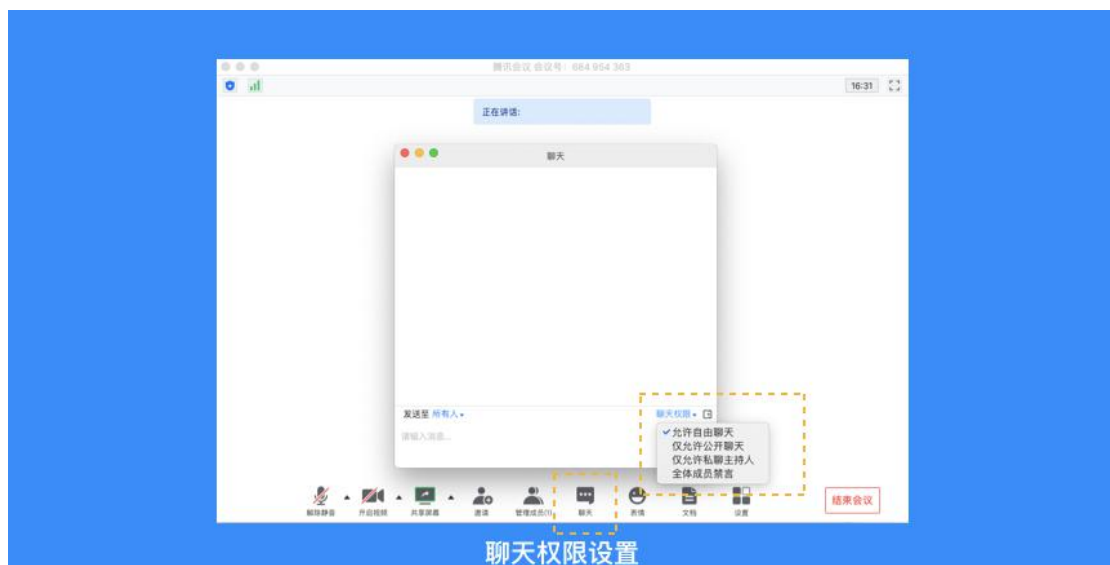 腾讯会议 会议号：684 954 363
16:31
正在讲话:
聊天
发送至 所有人
聊天权限
请输入消息...
允许自由聊天
仅允许公开聊天
仅允许私聊主持人
全体成员禁言
解除静音
开启视频
共享屏幕
邀请
管理成员(1)
聊天
表情
文档
设置
结束会议
聊天权限设置